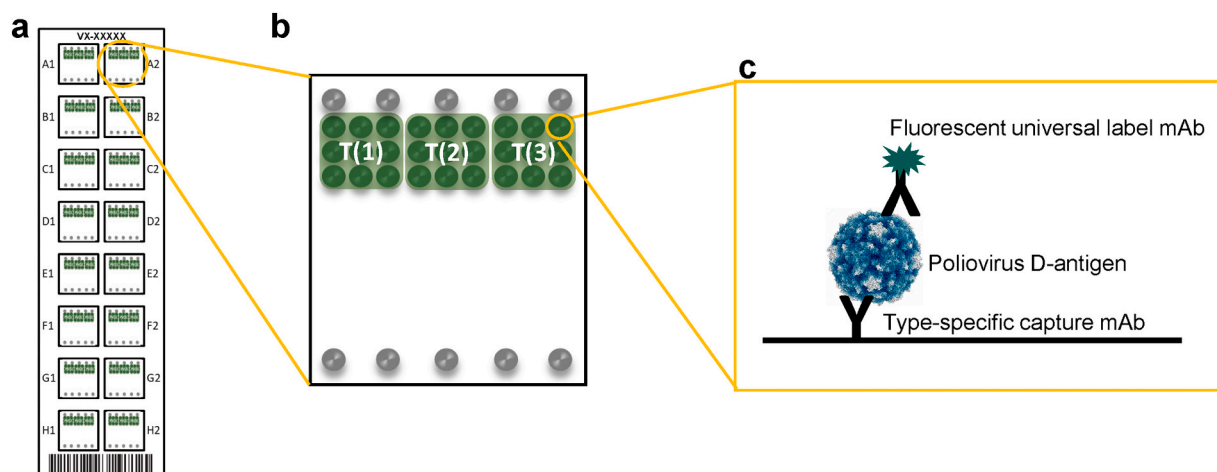 a
VX-XXXXX
A1
A2
B1
B2
C1
C2
D1
D2
E1
E2
F1
F2
G1
G2
H1
H2
b
T(1) T(2) T(3)
c
Fluorescent universal label mAb
Poliovirus D-antigen
Type-specific capture mAb